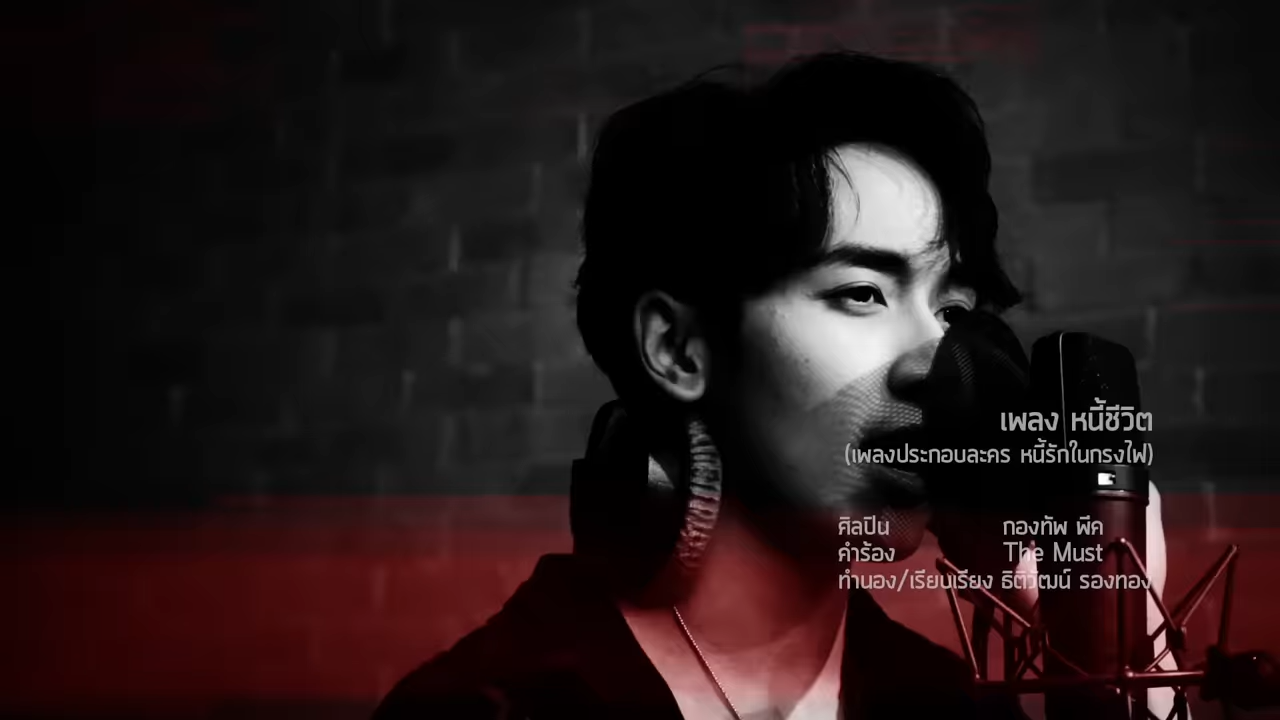 เพลง หนี้ชีวิต
(เพลงประกอบละคร หนี้รักในกรงไฟ)
ศิลปิน กองทัพ พีค
คำร้อง The Must
ทำนอง/เรียบเรียง ธิติวัฒน์ รองทอง